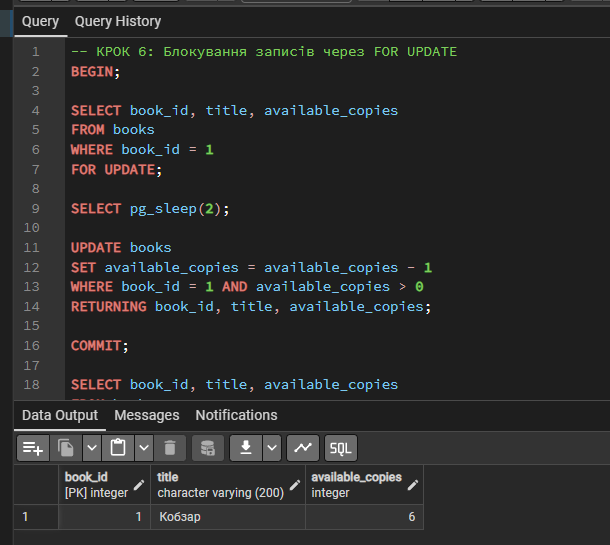 Query Query History
1 -- КРОК 6: Блокування записів через FOR UPDATE
2 BEGIN;
3
4 SELECT book_id, title, available_copies
5 FROM books
6 WHERE book_id = 1
7 FOR UPDATE;
8
9 SELECT pg_sleep(2);
10
11 UPDATE books
12 SET available_copies = available_copies - 1
13 WHERE book_id = 1 AND available_copies > 0
14 RETURNING book_id, title, available_copies;
15
16 COMMIT;
17
18 SELECT book_id, title, available_copies
Data Output Messages Notifications
SQL
book_id title available_copies
[PK] integer character varying (200) integer
1 1 Кобзар 6